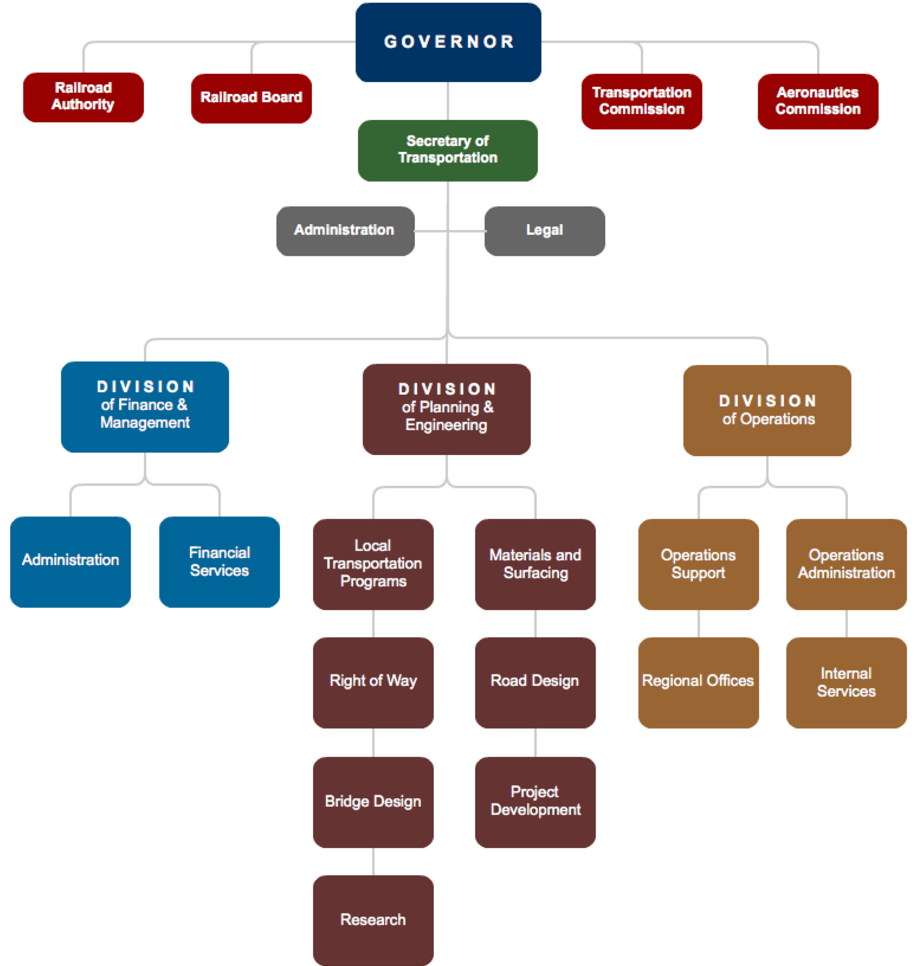 GOVERNOR
Railroad
Authority
Railroad Board
Transportation
Commission
Aeronautics
Commission
Secretary of
Transportation
Administration
Legal
DIVISION
of Finance &
Management
DIVISION
of Planning &
Engineering
DIVISION
of Operations
Administration
Financial
Services
Local
Transportation
Programs
Materials and
Surfacing
Operations
Support
Operations
Administration
Right of Way
Road Design
Regional Offices
Internal
Services
Bridge Design
Project
Development
Research